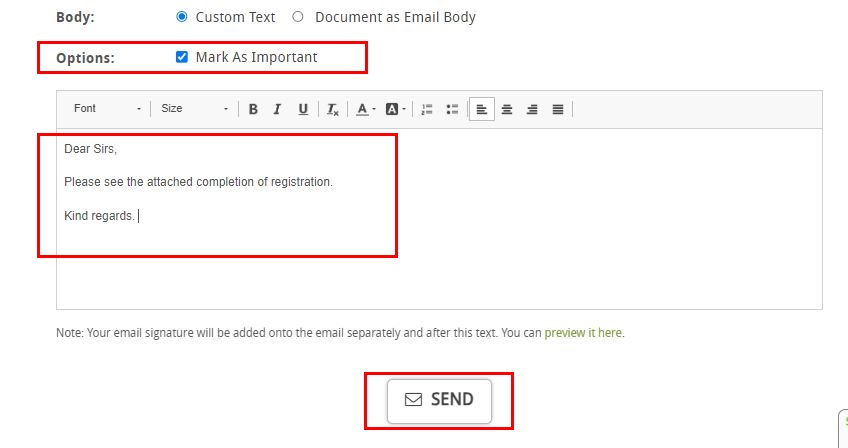 Body: Custom Text Document as Email Body
Options: Mark As Important
Font Size B I U Tx A A
Dear Sirs,
Please see the attached completion of registration.
Kind regards.
Note: Your email signature will be added onto the email separately and after this text. You can preview it here.
SEND